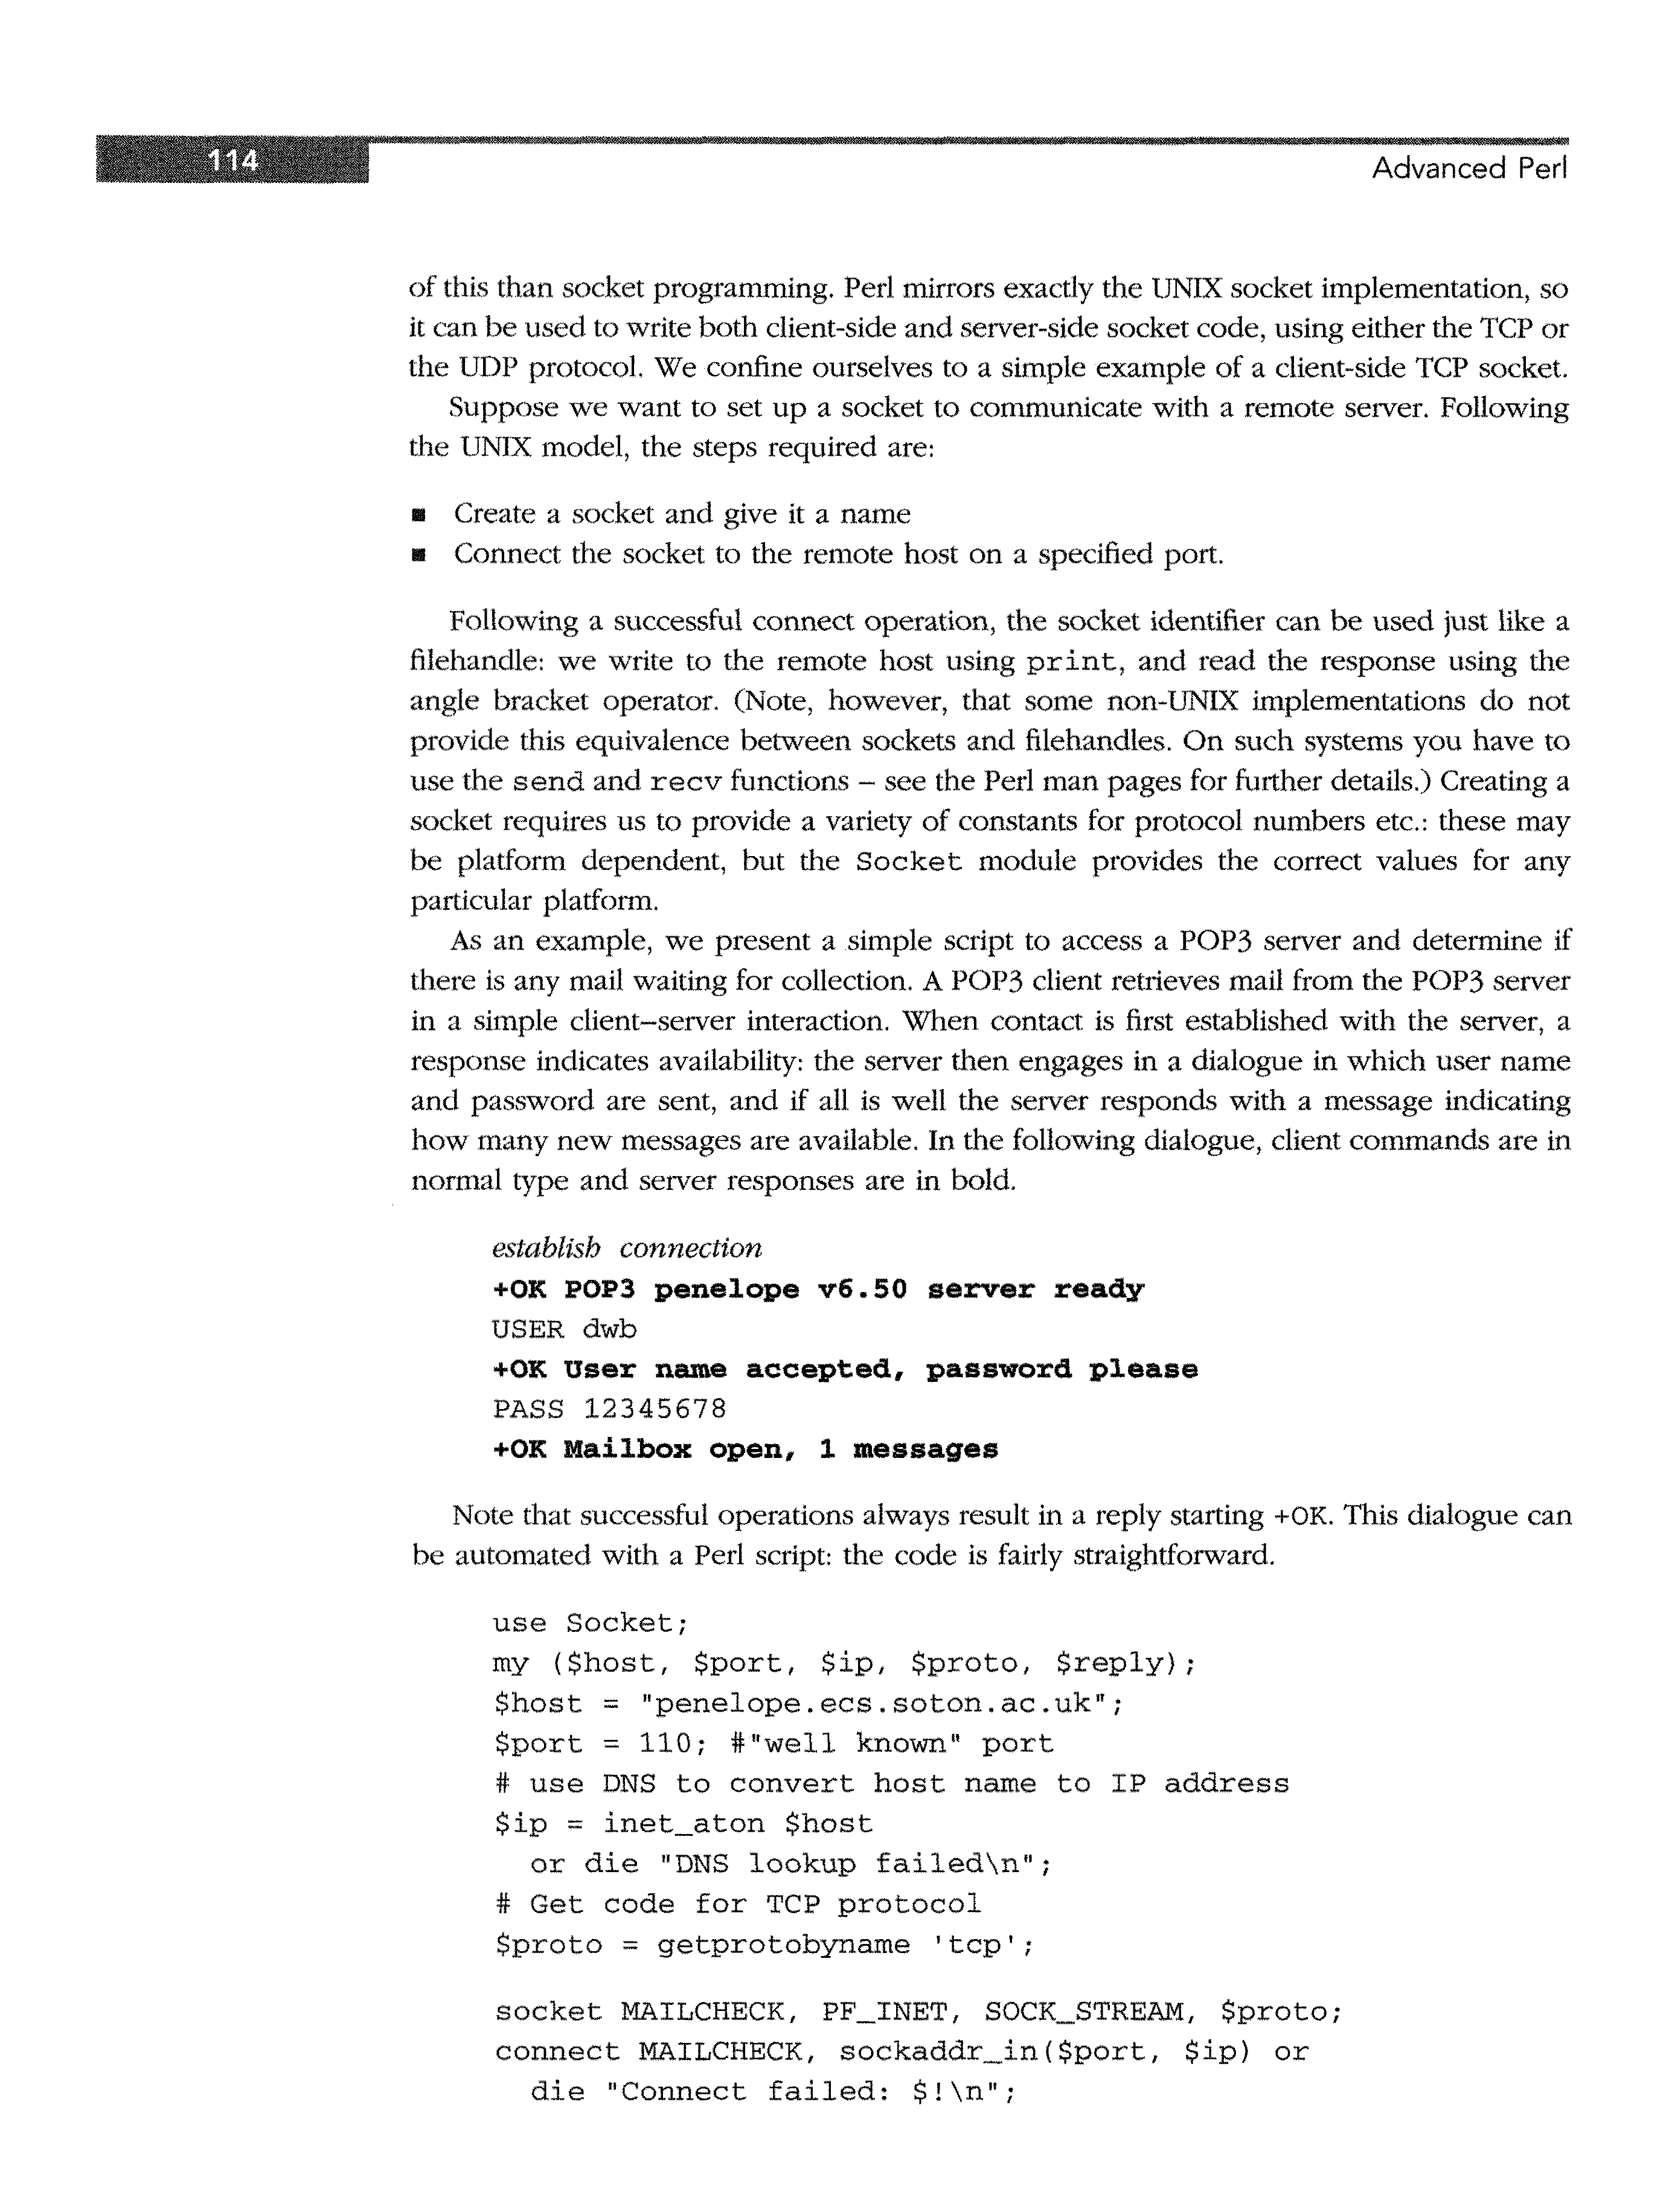 114
Advanced Perl
of this than socket programming. Perl mirrors exactly the UNIX socket implementation, so
it can be used to write both client-side and server-side socket code, using either the TCP or
the UDP protocol. We confine ourselves to a simple example of a client-side TCP socket.
Suppose we want to set up a socket to communicate with a remote server. Following
the UNIX model, the steps required are:
■ Create a socket and give it a name
■ Connect the socket to the remote host on a specified port.
Following a successful connect operation, the socket identifier can be used just like a
filehandle: we write to the remote host using print, and read the response using the
angle bracket operator. (Note, however, that some non-UNIX implementations do not
provide this equivalence between sockets and filehandles. On such systems you have to
use the send and recv functions – see the Perl man pages for further details.) Creating a
socket requires us to provide a variety of constants for protocol numbers etc.: these may
be platform dependent, but the Socket module provides the correct values for any
particular platform.
As an example, we present a simple script to access a POP3 server and determine if
there is any mail waiting for collection. A POP3 client retrieves mail from the POP3 server
in a simple client–server interaction. When contact is first established with the server, a
response indicates availability: the server then engages in a dialogue in which user name
and password are sent, and if all is well the server responds with a message indicating
how many new messages are available. In the following dialogue, client commands are in
normal type and server responses are in bold.
establish connection
+OK POP3 penelope v6.50 server ready
USER dwb
+OK User name accepted, password please
PASS 12345678
+OK Mailbox open, 1 messages
Note that successful operations always result in a reply starting +OK. This dialogue can
be automated with a Perl script: the code is fairly straightforward.
use Socket;
my ($host, $port, $ip, $proto, $reply);
$host = "penelope.ecs.soton.ac.uk";
$port = 110; #"well known" port
# use DNS to convert host name to IP address
$ip = inet_aton $host
  or die "DNS lookup failed\n";
# Get code for TCP protocol
$proto = getprotobyname 'tcp';
socket MAILCHECK, PF_INET, SOCK_STREAM, $proto;
connect MAILCHECK, sockaddr_in($port, $ip) or
  die "Connect failed: $!\n";